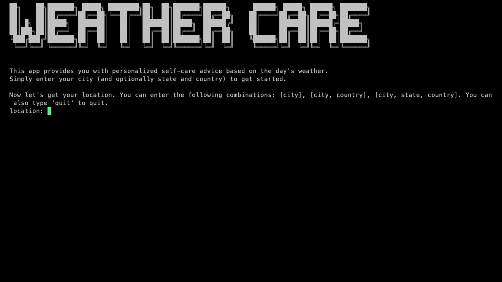 WEATHER CARE
This app provides you with personalized self-care advice based on the day's weather.
Simply enter your city (and optionally state and country) to get started.
Now let's get your location. You can enter the following combinations: [city], [city, country], [city, state, country]. You can
also type 'quit' to quit.
location: